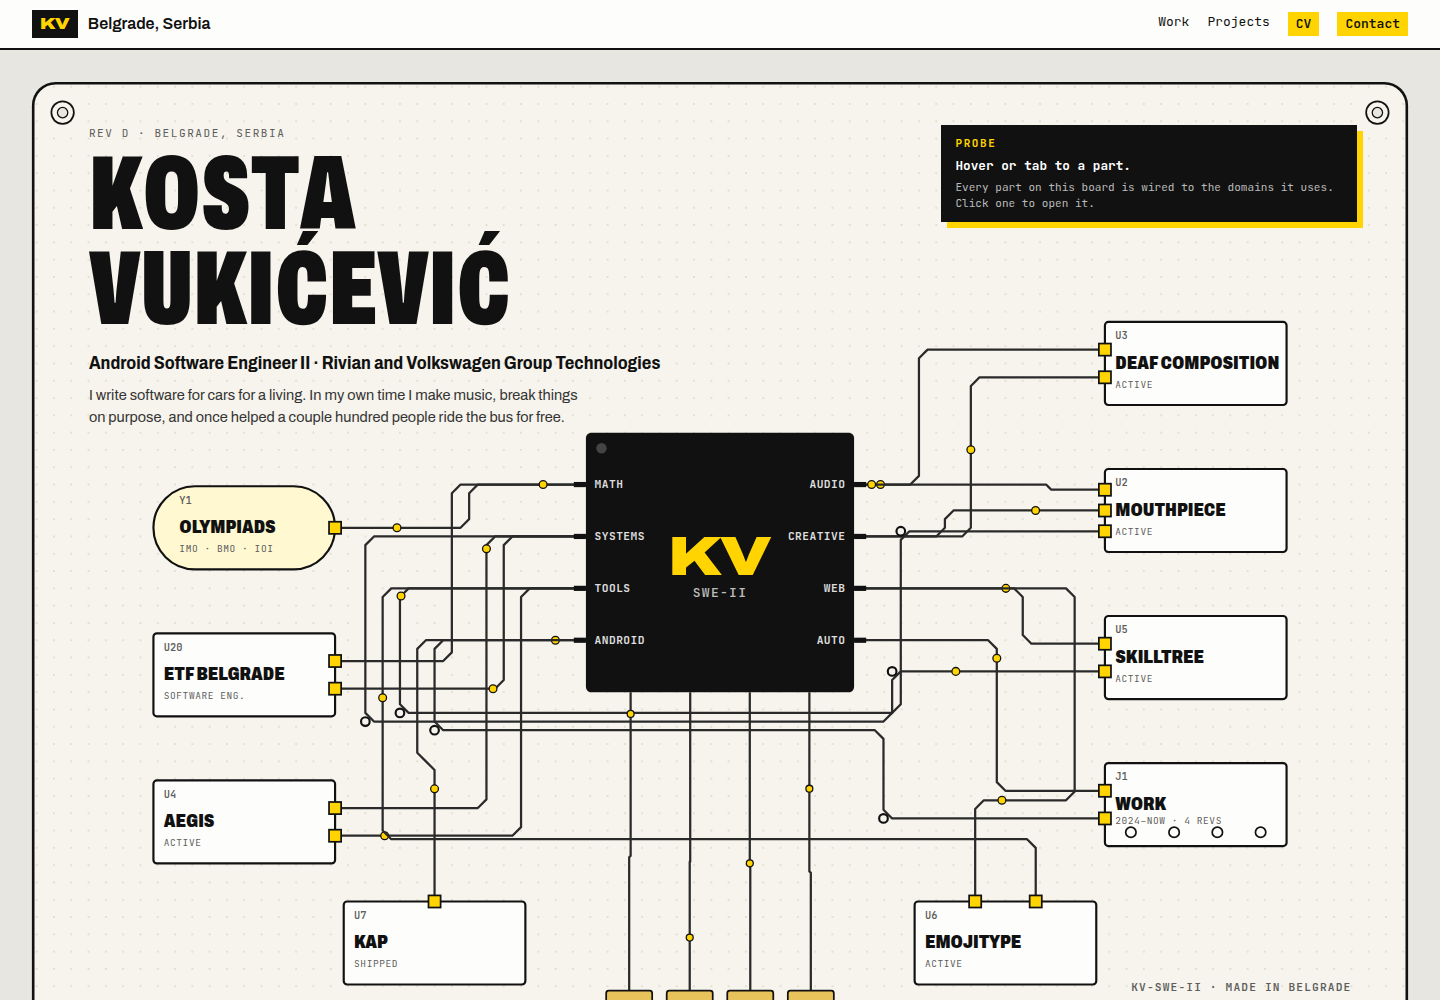 KV Belgrade, Serbia
Work Projects CV Contact
REV D · BELGRADE, SERBIA
KOSTA
VUKIĆEVIĆ
Android Software Engineer II · Rivian and Volkswagen Group Technologies
I write software for cars for a living. In my own time I make music, break things
on purpose, and once helped a couple hundred people ride the bus for free.
PROBE
Hover or tab to a part.
Every part on this board is wired to the domains it uses.
Click one to open it.
Y1
OLYMPIADS
IMO · BMO · IOI
U20
ETF BELGRADE
SOFTWARE ENG.
U4
AEGIS
ACTIVE
U7
KAP
SHIPPED
MATH
SYSTEMS
TOOLS
ANDROID
KV
SWE-II
AUDIO
CREATIVE
WEB
AUTO
U3
DEAF COMPOSITION
ACTIVE
U2
MOUTHPIECE
ACTIVE
U5
SKILLTREE
ACTIVE
J1
WORK
2024–NOW · 4 REVS
U6
EMOJITYPE
ACTIVE
KV-SWE-II · MADE IN BELGRADE